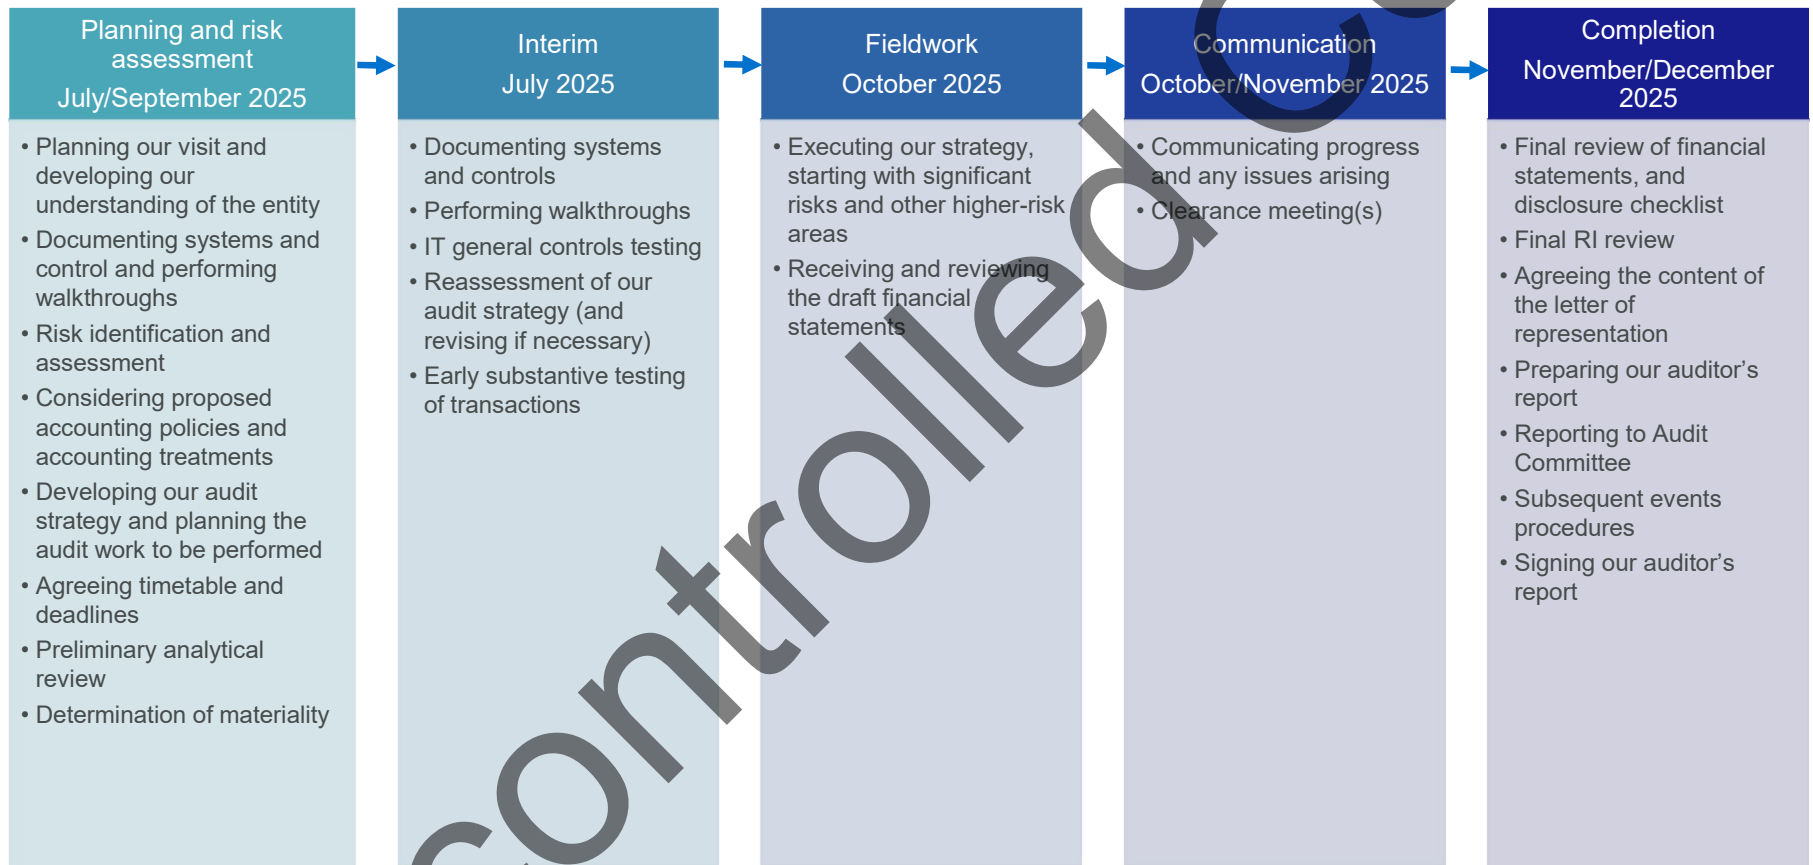 Planning and risk
assessment
July/September 2025
• Planning our visit and
developing our
understanding of the entity
• Documenting systems and
control and performing
walkthroughs
• Risk identification and
assessment
• Considering proposed
accounting policies and
accounting treatments
• Developing our audit
strategy and planning the
audit work to be performed
• Agreeing timetable and
deadlines
• Preliminary analytical
review
• Determination of materiality
Interim
July 2025
• Documenting systems
and controls
• Performing walkthroughs
• IT general controls testing
• Reassessment of our
audit strategy (and
revising if necessary)
• Early substantive testing
of transactions
Fieldwork
October 2025
• Executing our strategy,
starting with significant
risks and other higher-risk
areas
• Receiving and reviewing
the draft financial
statements
Communication
October/November 2025
• Communicating progress
and any issues arising
• Clearance meeting(s)
Completion
November/December
2025
• Final review of financial
statements, and
disclosure checklist
• Final RI review
• Agreeing the content of
the letter of
representation
• Preparing our auditor's
report
• Reporting to Audit
Committee
• Subsequent events
procedures
• Signing our auditor's
report
controlled